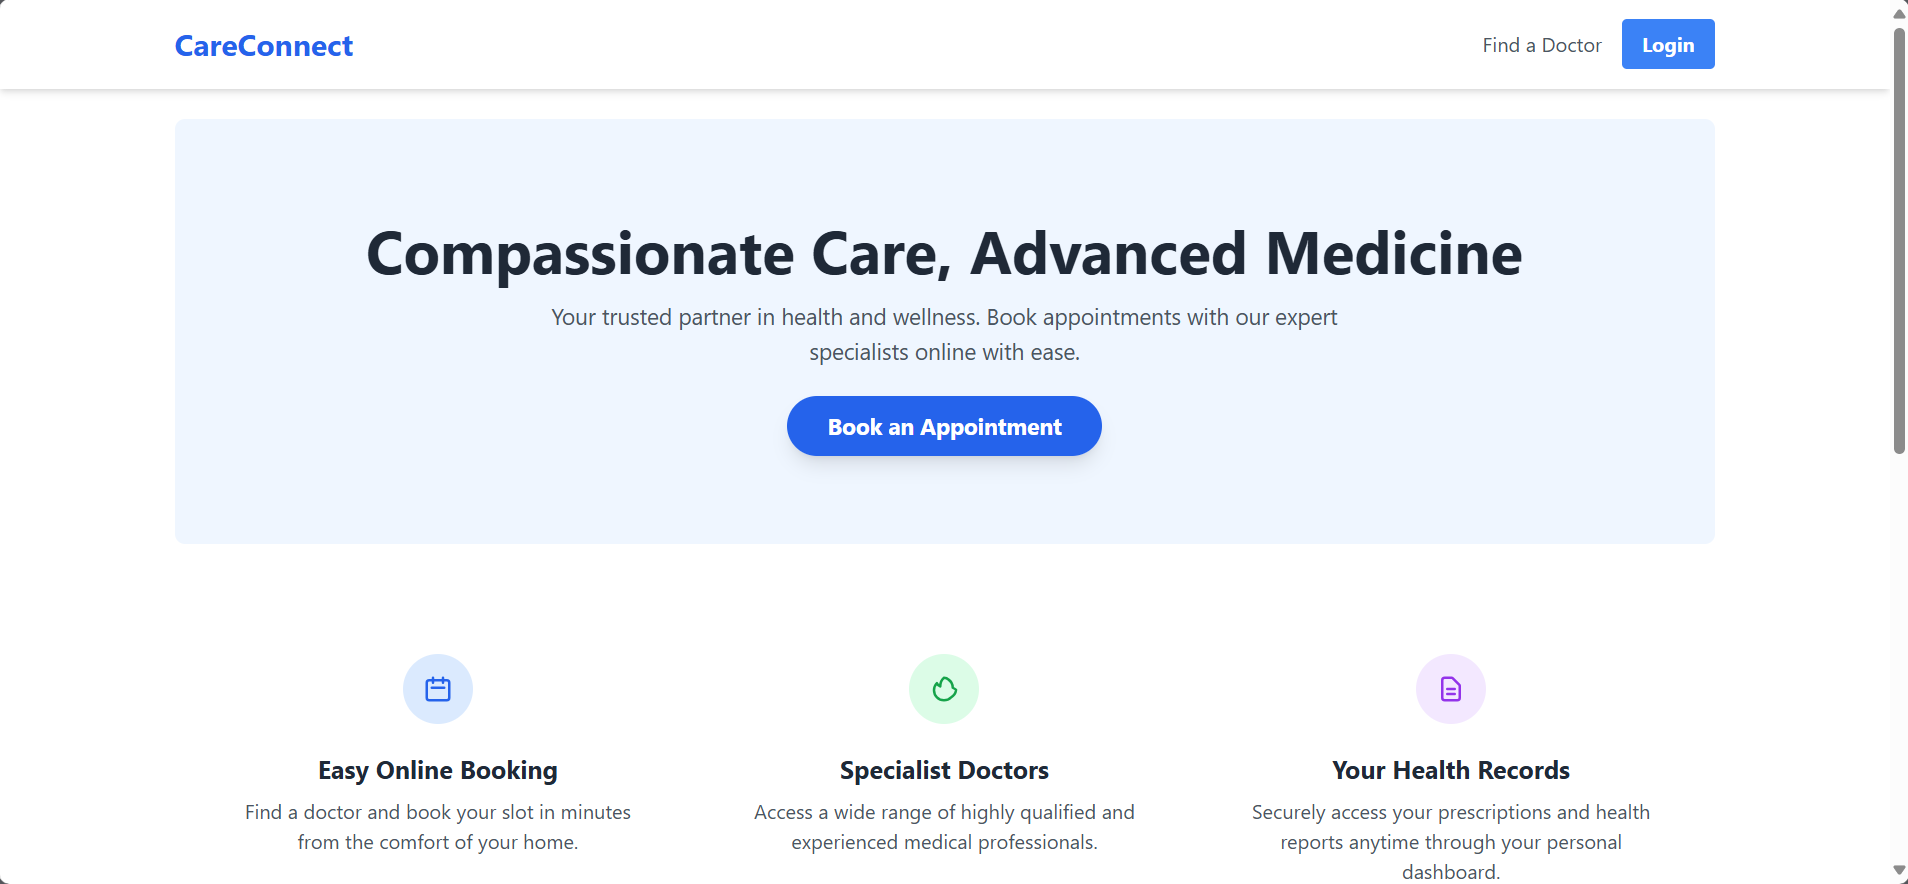 CareConnect
Find a Doctor
Login
Compassionate Care, Advanced Medicine
Your trusted partner in health and wellness. Book appointments with our expert
specialists online with ease.
Book an Appointment
Easy Online Booking
Find a doctor and book your slot in minutes
from the comfort of your home.
Specialist Doctors
Access a wide range of highly qualified and
experienced medical professionals.
Your Health Records
Securely access your prescriptions and health
reports anytime through your personal
dashboard.